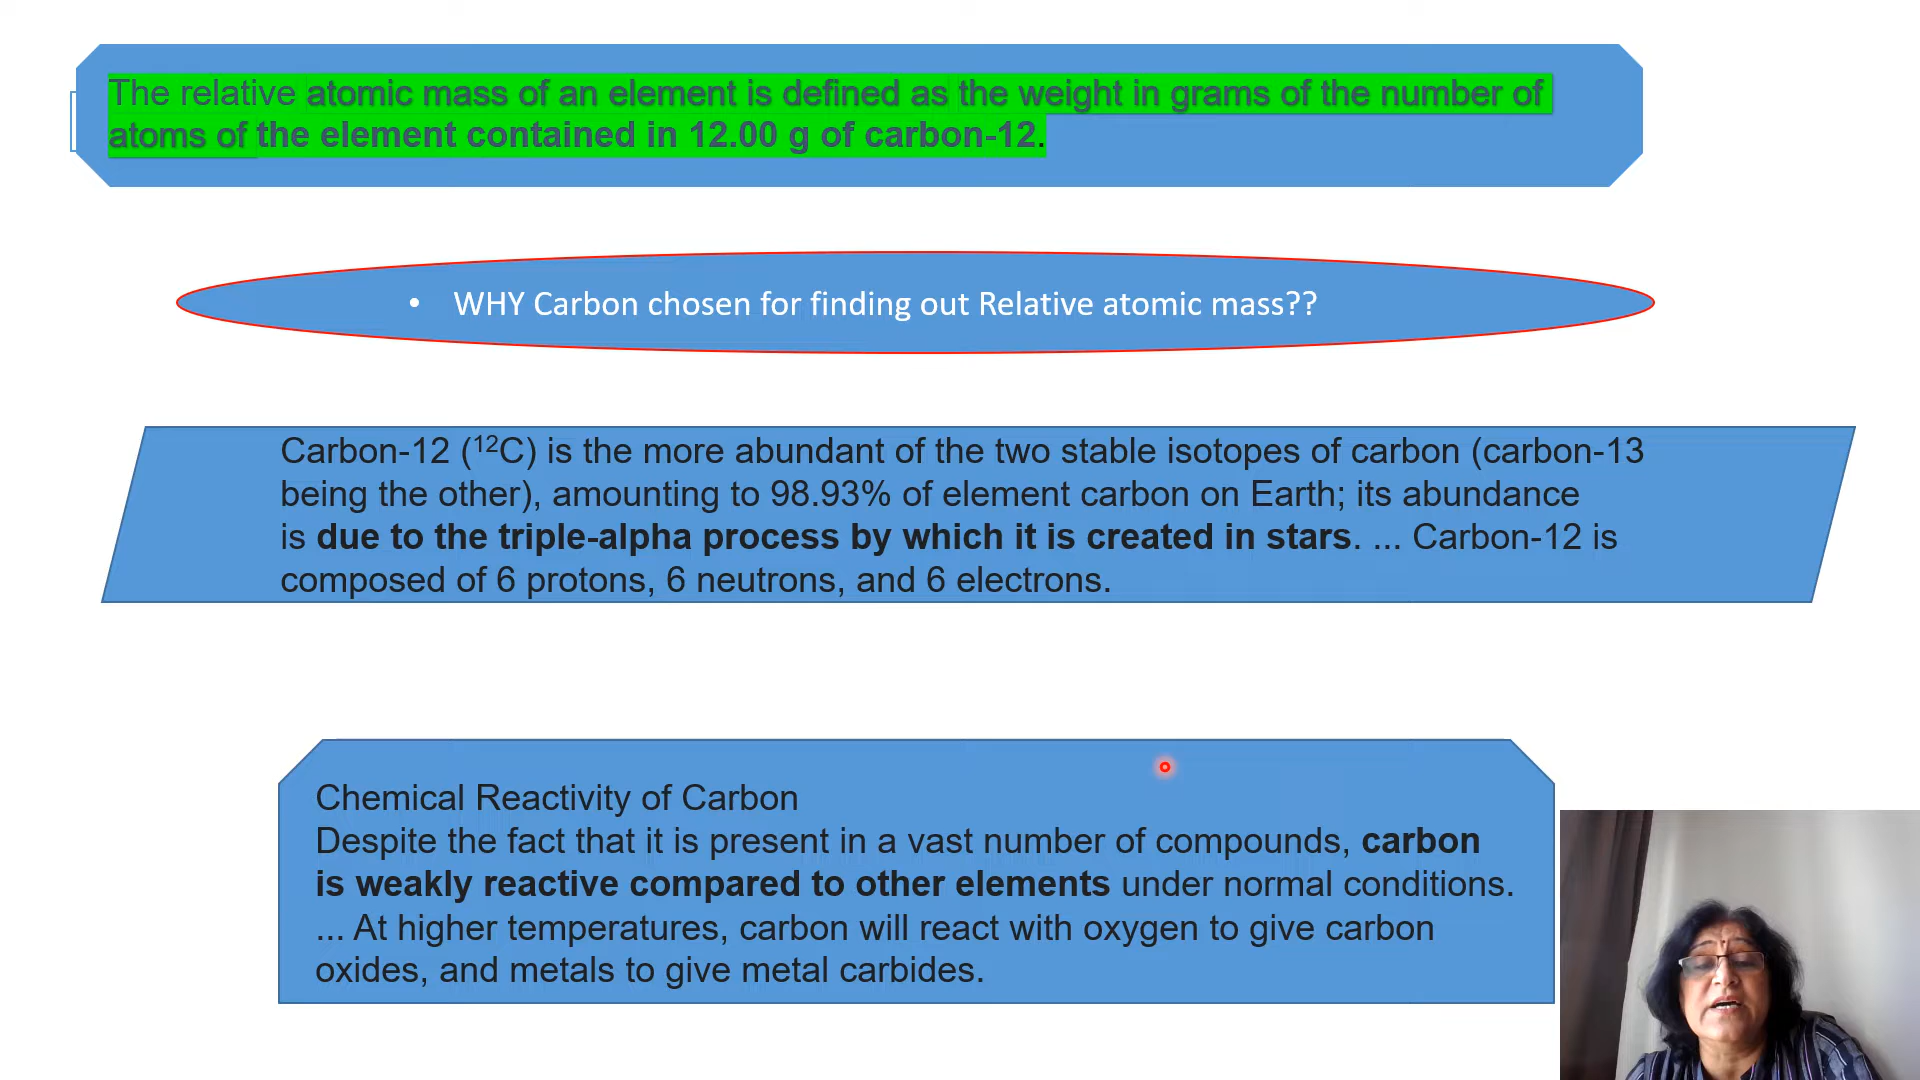 The relative atomic mass of an element is defined as the weight in grams of the number of
atoms of the element contained in 12.00 g of carbon-12.
• WHY Carbon chosen for finding out Relative atomic mass??
Carbon-12 (¹²C) is the more abundant of the two stable isotopes of carbon (carbon-13
being the other), amounting to 98.93% of element carbon on Earth; its abundance
is due to the triple-alpha process by which it is created in stars. ... Carbon-12 is
composed of 6 protons, 6 neutrons, and 6 electrons.
Chemical Reactivity of Carbon
Despite the fact that it is present in a vast number of compounds, carbon
is weakly reactive compared to other elements under normal conditions.
... At higher temperatures, carbon will react with oxygen to give carbon
oxides, and metals to give metal carbides.